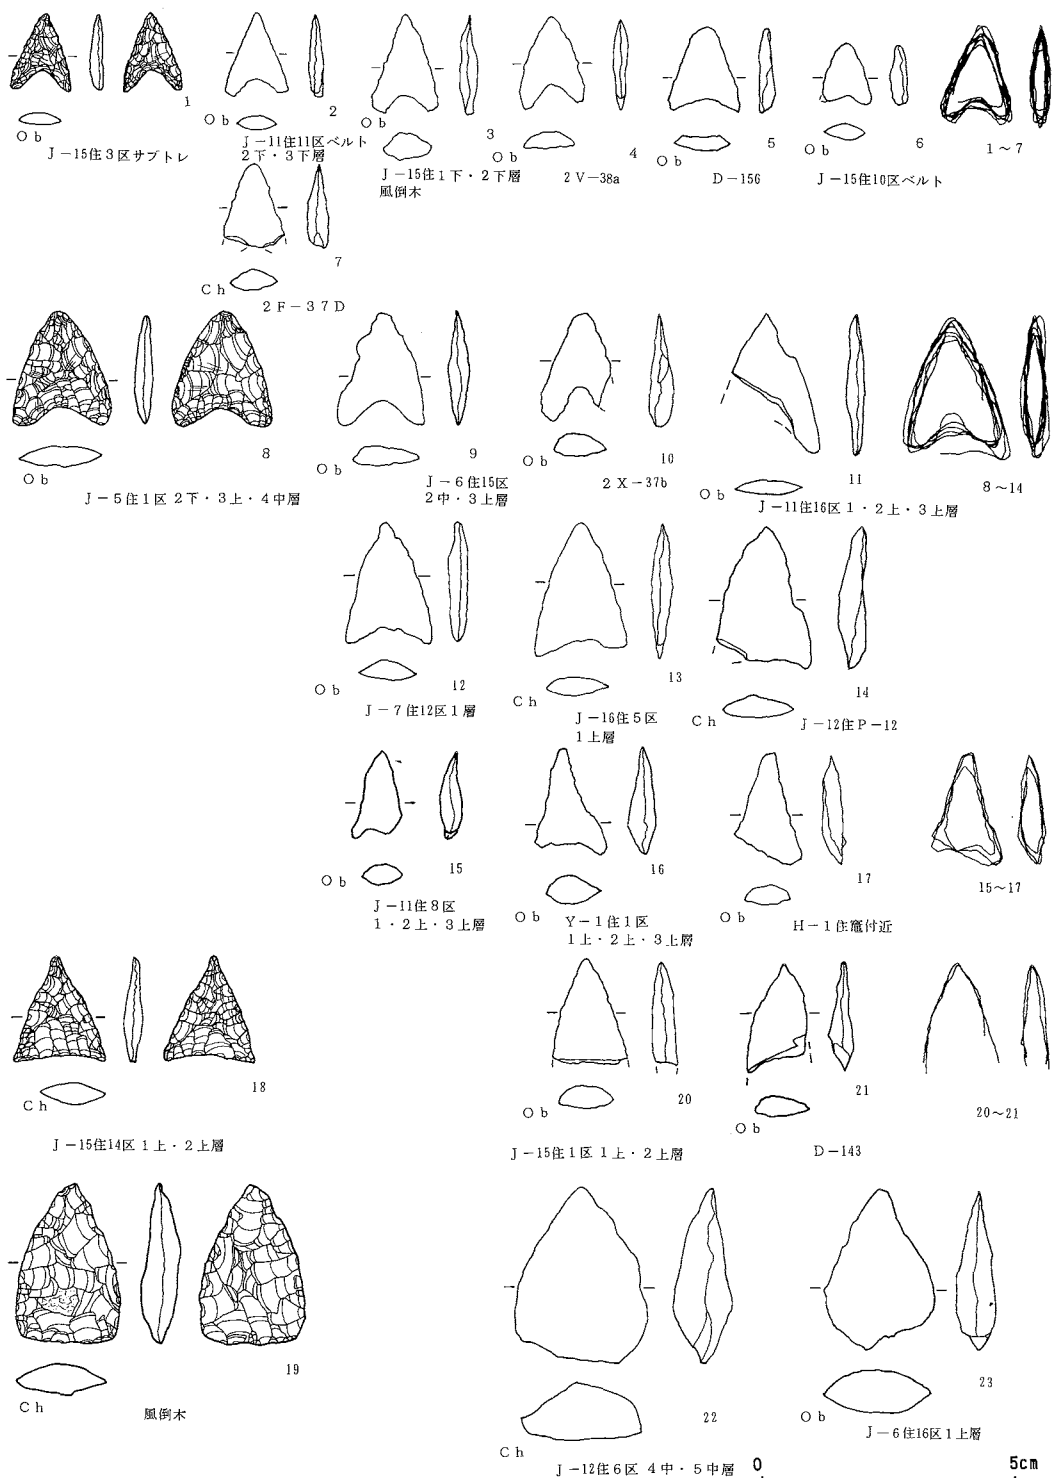 1
Ob
J-15住3区サブトレ
2
Ob
J-11住11区ベルト
2下・3下層
3
Ob
J-15住1下・2下層
風倒木
4
Ob
2V-38a
5
Ob
D-156
6
Ob
J-15住10区ベルト
1～7
7
Ch
2F-37D
8
Ob
J-5住1区 2下・3上・4中層
9
Ob
J-6住15区
2中・3上層
10
Ob
2X-37b
11
Ob
J-11住16区 1・2上・3上層
8～14
12
Ob
J-7住12区1層
13
Ch
J-16住5区
1上層
14
Ch
J-12住P-12
15
Ob
J-11住8区
1・2上・3上層
16
Ob
Y-1住1区
1上・2上・3上層
17
Ob
H-1住竈付近
15～17
18
Ch
J-15住14区 1上・2上層
20
Ob
J-15住1区 1上・2上層
21
Ob
D-143
20～21
19
Ch
風倒木
22
Ch
J-12住6区 4中・5中層
23
Ob
J-6住16区1上層
0 5cm